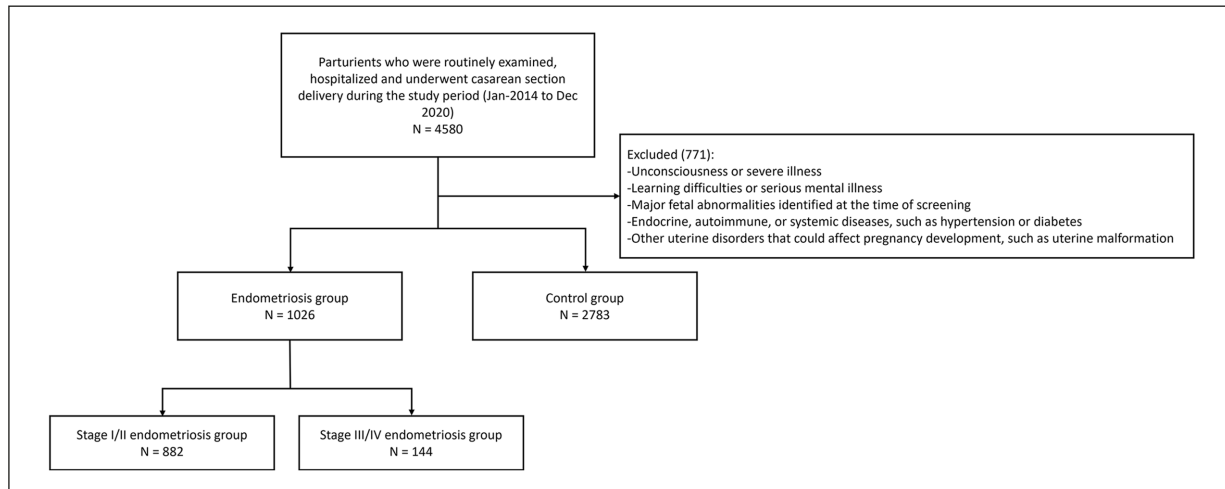 Parturients who were routinely examined,
hospitalized and underwent casarean section
delivery during the study period (Jan-2014 to Dec
2020)
N = 4580
Excluded (771):
-Unconsciousness or severe illness
-Learning difficulties or serious mental illness
-Major fetal abnormalities identified at the time of screening
-Endocrine, autoimmune, or systemic diseases, such as hypertension or diabetes
-Other uterine disorders that could affect pregnancy development, such as uterine malformation
Endometriosis group
N = 1026
Control group
N = 2783
Stage I/II endometriosis group
N = 882
Stage III/IV endometriosis group
N = 144